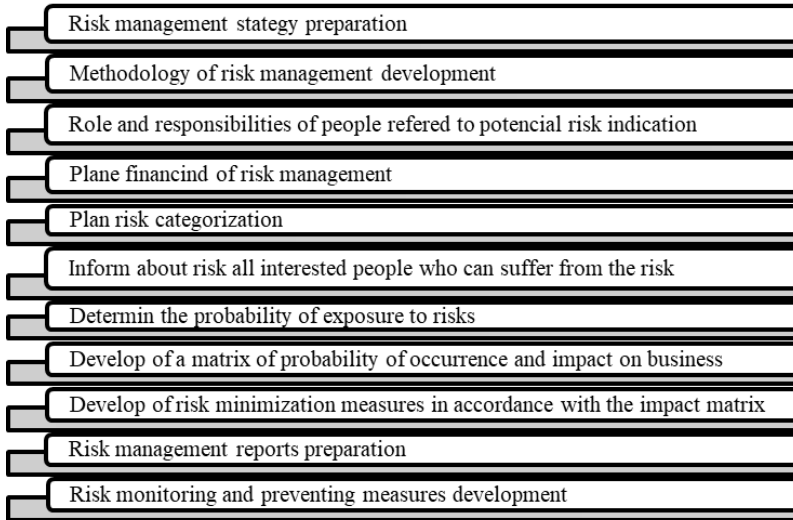 Risk management stategy preparation
Methodology of risk management development
Role and responsibilities of people refered to potencial risk indication
Plane financind of risk management
Plan risk categorization
Inform about risk all interested people who can suffer from the risk
Determin the probability of exposure to risks
Develop of a matrix of probability of occurrence and impact on business
Develop of risk minimization measures in accordance with the impact matrix
Risk management reports preparation
Risk monitoring and preventing measures development